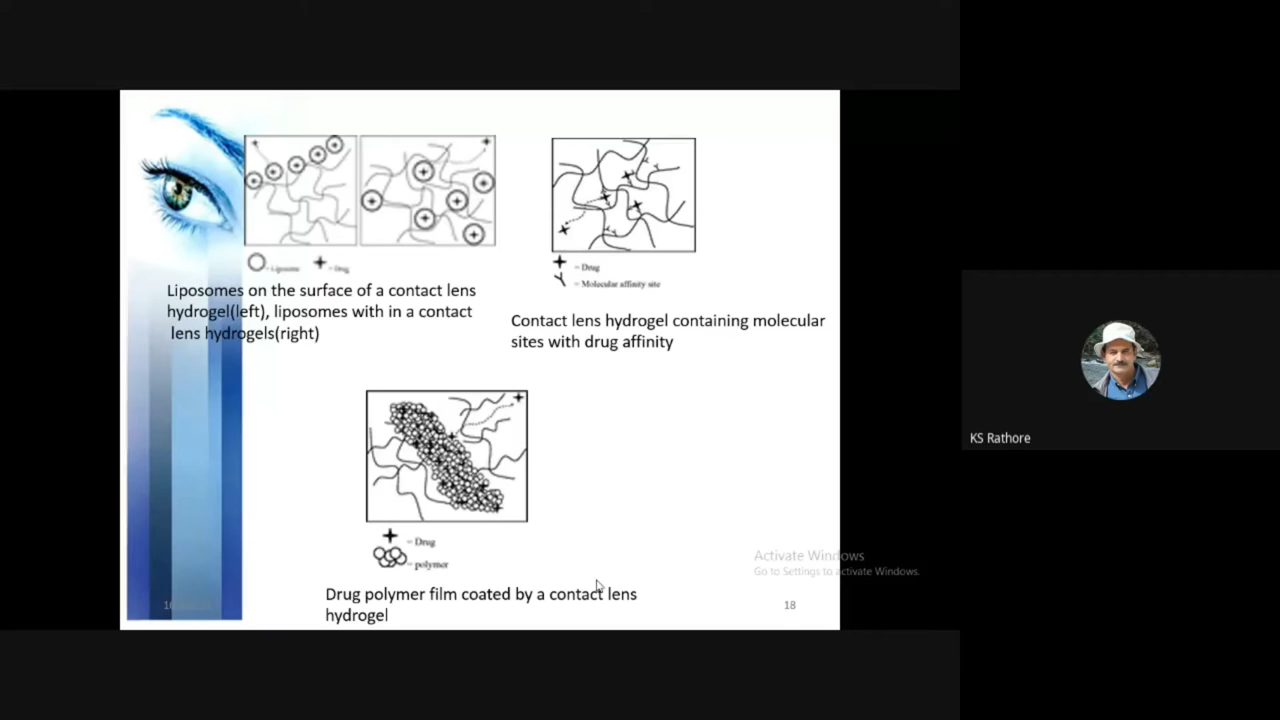 = Liposome = Drug
Liposomes on the surface of a contact lens
hydrogel(left), liposomes with in a contact
lens hydrogels(right)
= Drug
= Molecular affinity site
Contact lens hydrogel containing molecular
sites with drug affinity
= Drug
= polymer
Drug polymer film coated by a contact lens
hydrogel
18
Activate Windows
Go to Settings to activate Windows.
KS Rathore